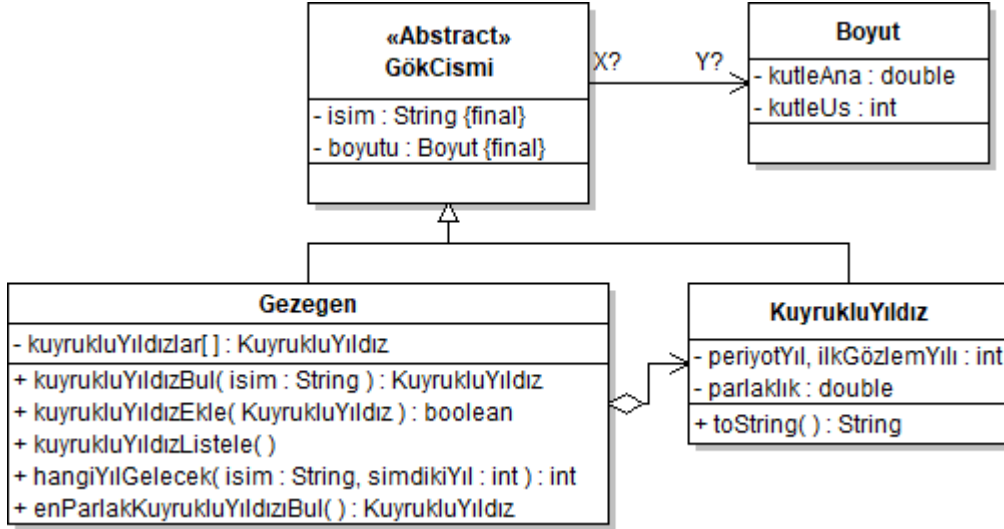 «Abstract»
GökCismi
- isim : String {final}
- boyutu : Boyut {final}
X?
Y?
Boyut
- kutleAna : double
- kutleUs : int
Gezegen
- kuyrukluYıldızlar[ ] : KuyrukluYıldız
+ kuyrukluYıldızBul( isim : String ) : KuyrukluYıldız
+ kuyrukluYıldızEkle( KuyrukluYıldız ) : boolean
+ kuyrukluYıldızListele( )
+ hangiYılGelecek( isim : String, simdikiYıl : int ) : int
+ enParlakKuyrukluYıldızıBul( ) : KuyrukluYıldız
KuyrukluYıldız
- periyotYıl, ilkGözlemYılı : int
- parlaklık : double
+ toString( ) : String